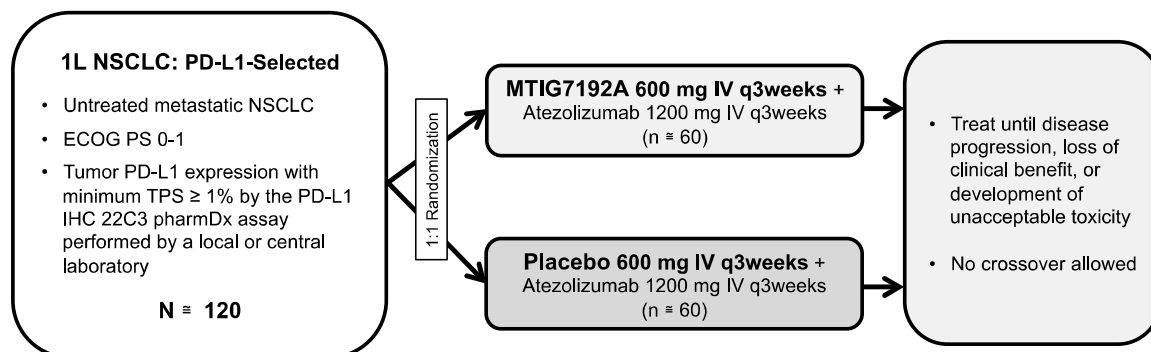 1L NSCLC: PD-L1-Selected
• Untreated metastatic NSCLC
• ECOG PS 0-1
• Tumor PD-L1 expression with
minimum TPS ≥ 1% by the PD-L1
IHC 22C3 pharmDx assay
performed by a local or central
laboratory
N ≅ 120
1:1 Randomization
MTIG7192A 600 mg IV q3weeks +
Atezolizumab 1200 mg IV q3weeks
(n ≅ 60)
Placebo 600 mg IV q3weeks +
Atezolizumab 1200 mg IV q3weeks
(n ≅ 60)
• Treat until disease
progression, loss of
clinical benefit, or
development of
unacceptable toxicity
• No crossover allowed